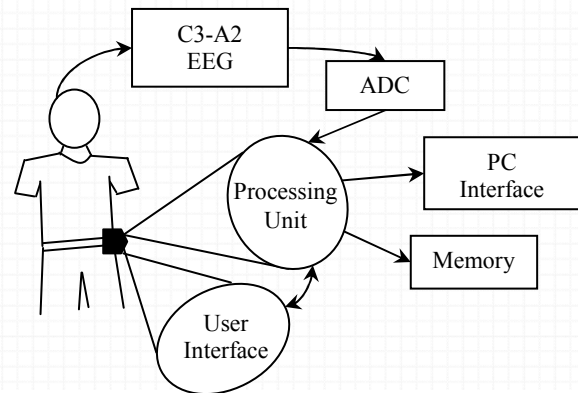 C3-A2
EEG
ADC
Processing
Unit
PC
Interface
Memory
User
Interface